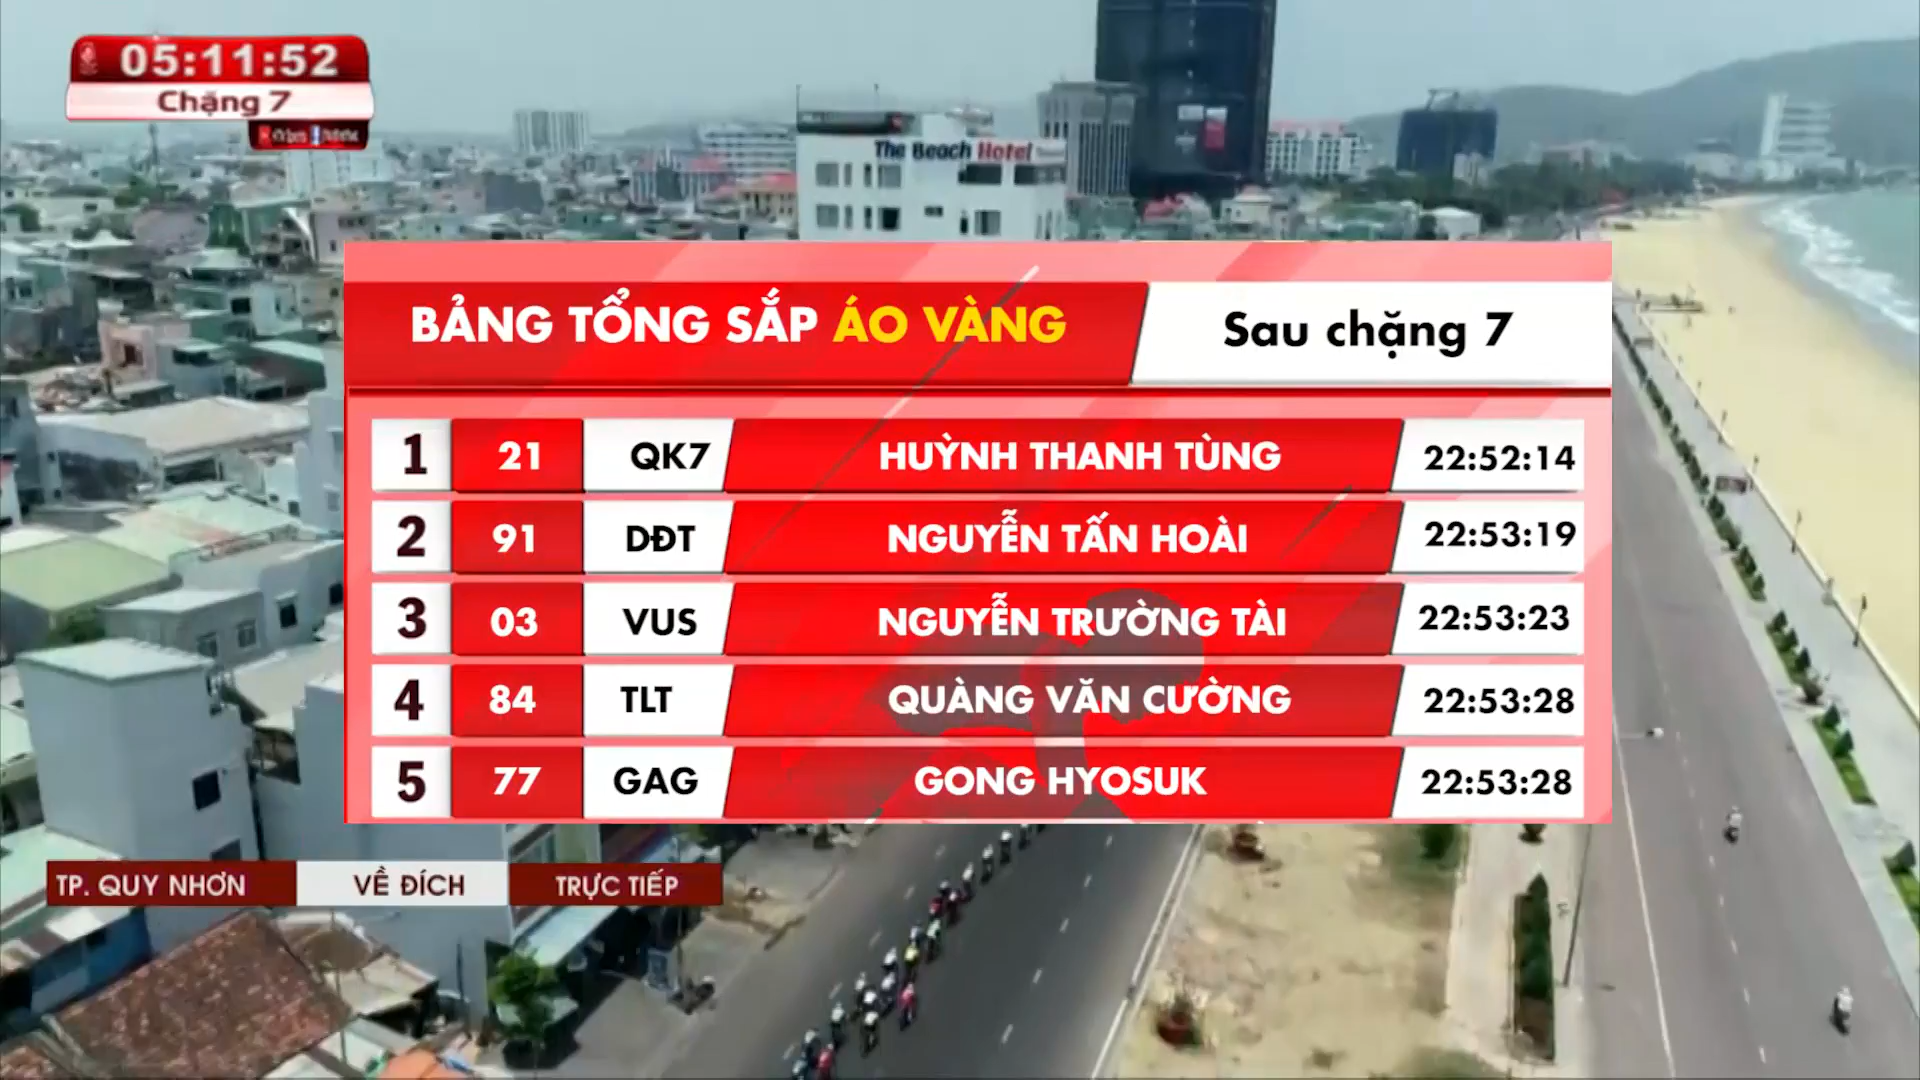 05:11:52
Chặng 7
The Beach Hotel
BẢNG TỔNG SẮP ÁO VÀNG
Sau chặng 7
1 21 QK7 HUỲNH THANH TÙNG 22:52:14
2 91 DĐT NGUYỄN TẤN HOÀI 22:53:19
3 03 VUS NGUYỄN TRƯỜNG TÀI 22:53:23
4 84 TLT QUÀNG VĂN CƯỜNG 22:53:28
5 77 GAG GONG HYOSUK 22:53:28
TP. QUY NHƠN VỀ ĐÍCH TRỰC TIẾP